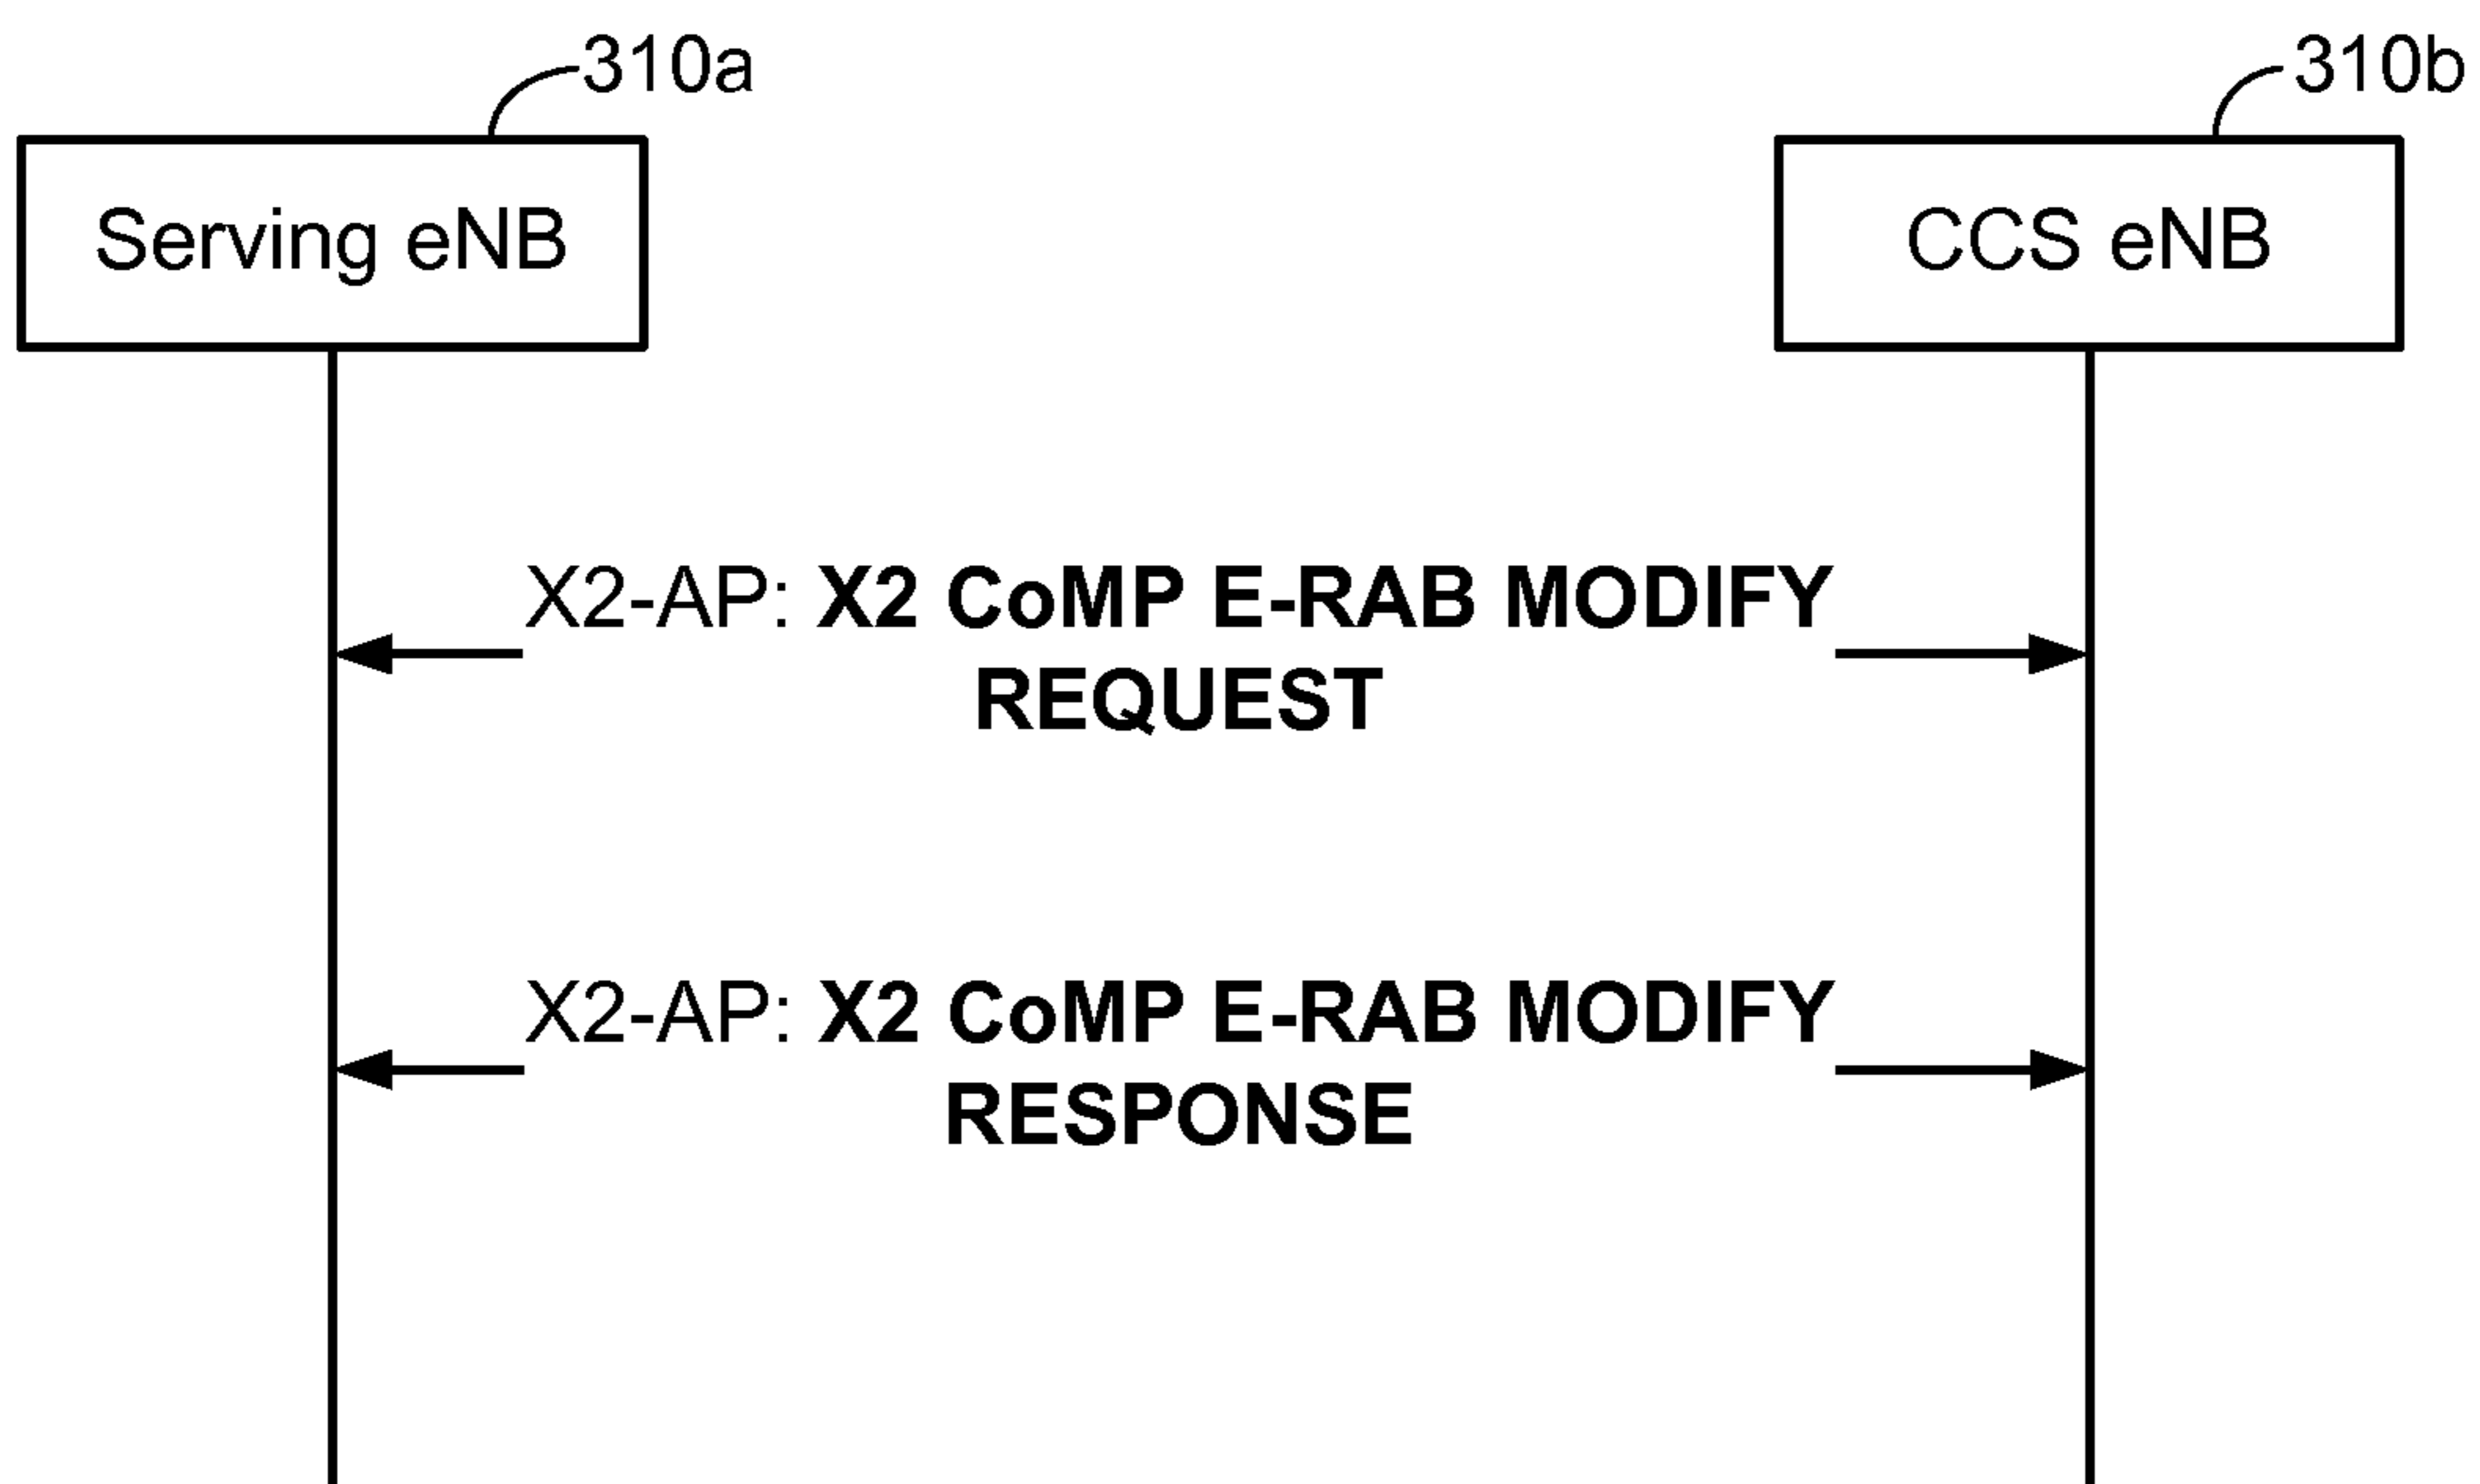 310a
310b
Serving eNB
CCS eNB
X2-AP: X2 CoMP E-RAB MODIFY
REQUEST
X2-AP: X2 CoMP E-RAB MODIFY
RESPONSE